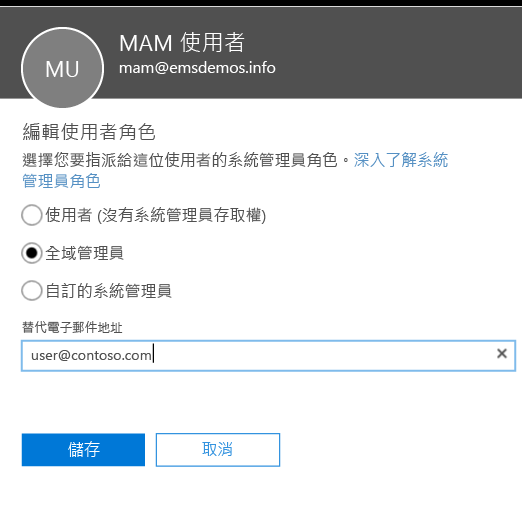 MU
MAM 使用者
mam@emsdemos.info
編輯使用者角色
選擇您要指派給這位使用者的系統管理員角色。深入了解系統
管理員角色
使用者 (沒有系統管理員存取權)
全域管理員
自訂的系統管理員
替代電子郵件地址
user@contoso.com
儲存
取消